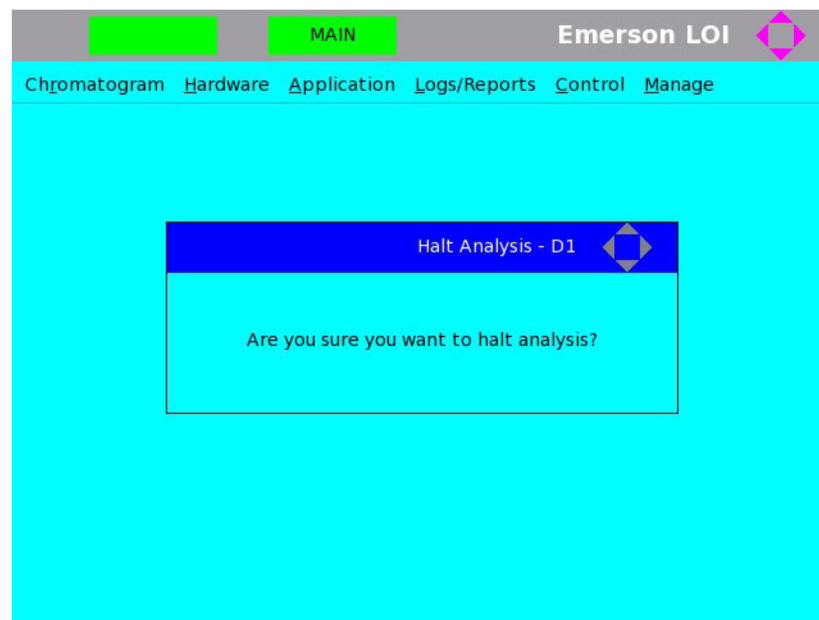 MAIN Emerson LOI
Chromatogram Hardware Application Logs/Reports Control Manage
Halt Analysis - D1
Are you sure you want to halt analysis?